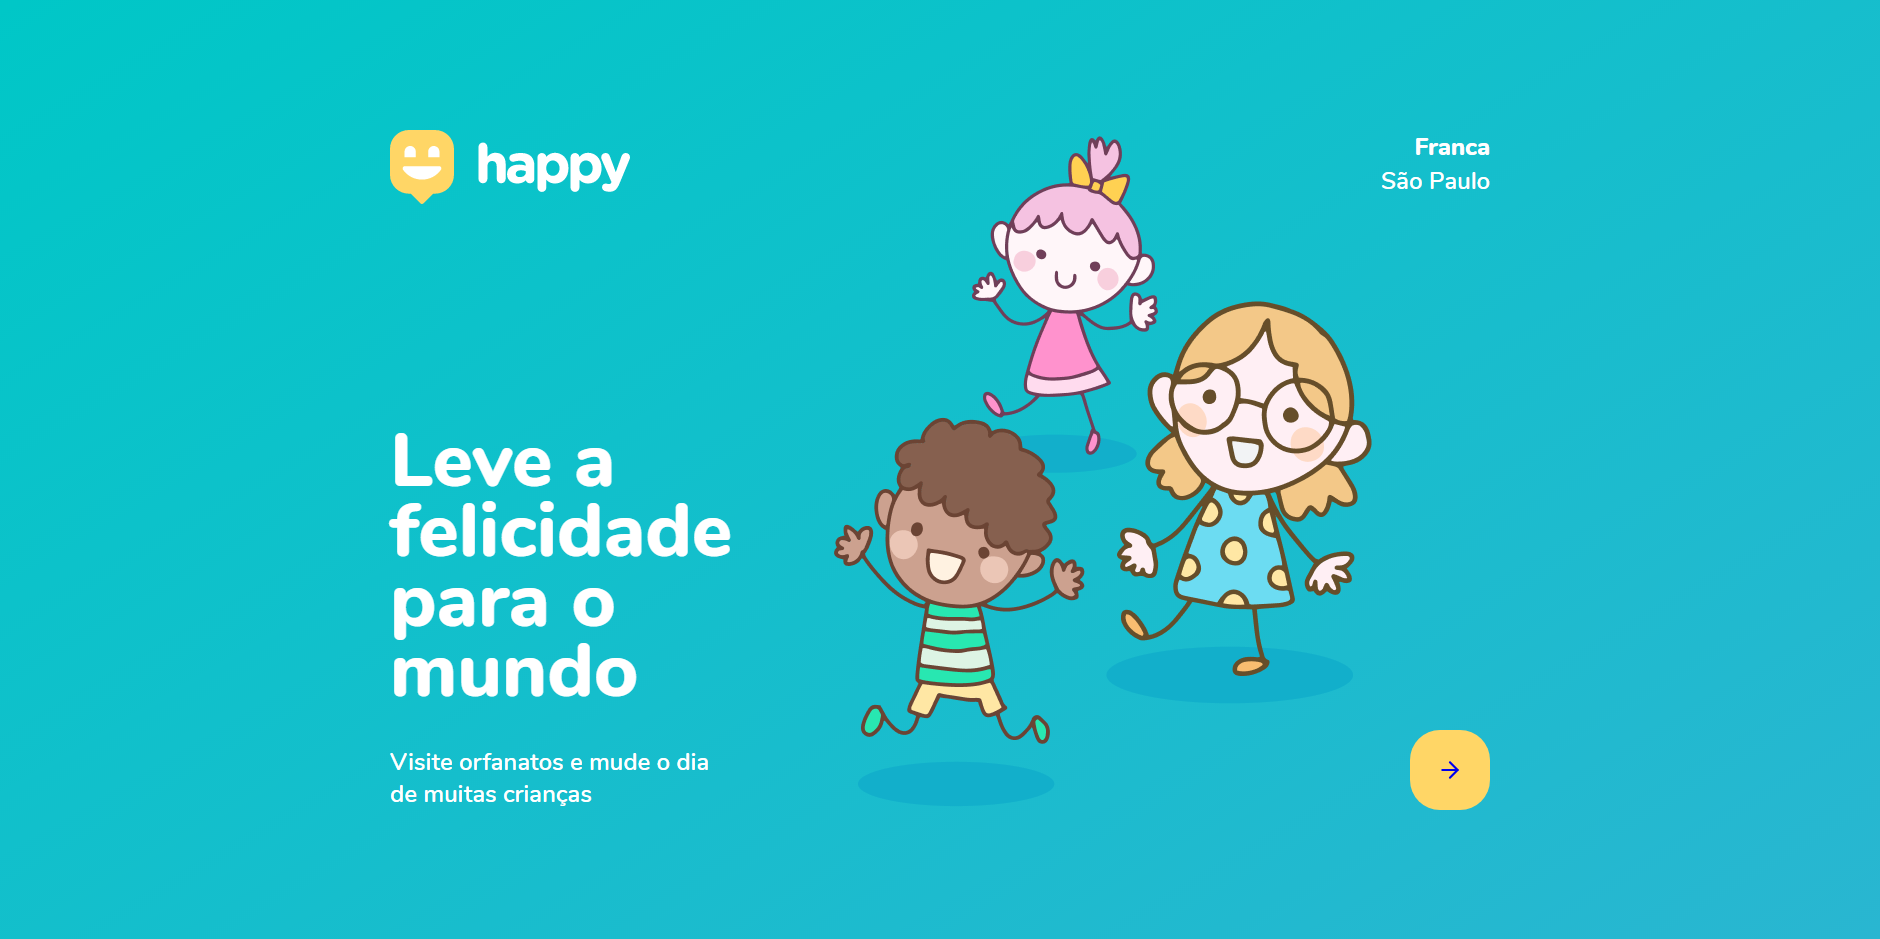 happy
Franca
São Paulo
Leve a
felicidade
para o
mundo
Visite orfanatos e mude o dia
de muitas crianças